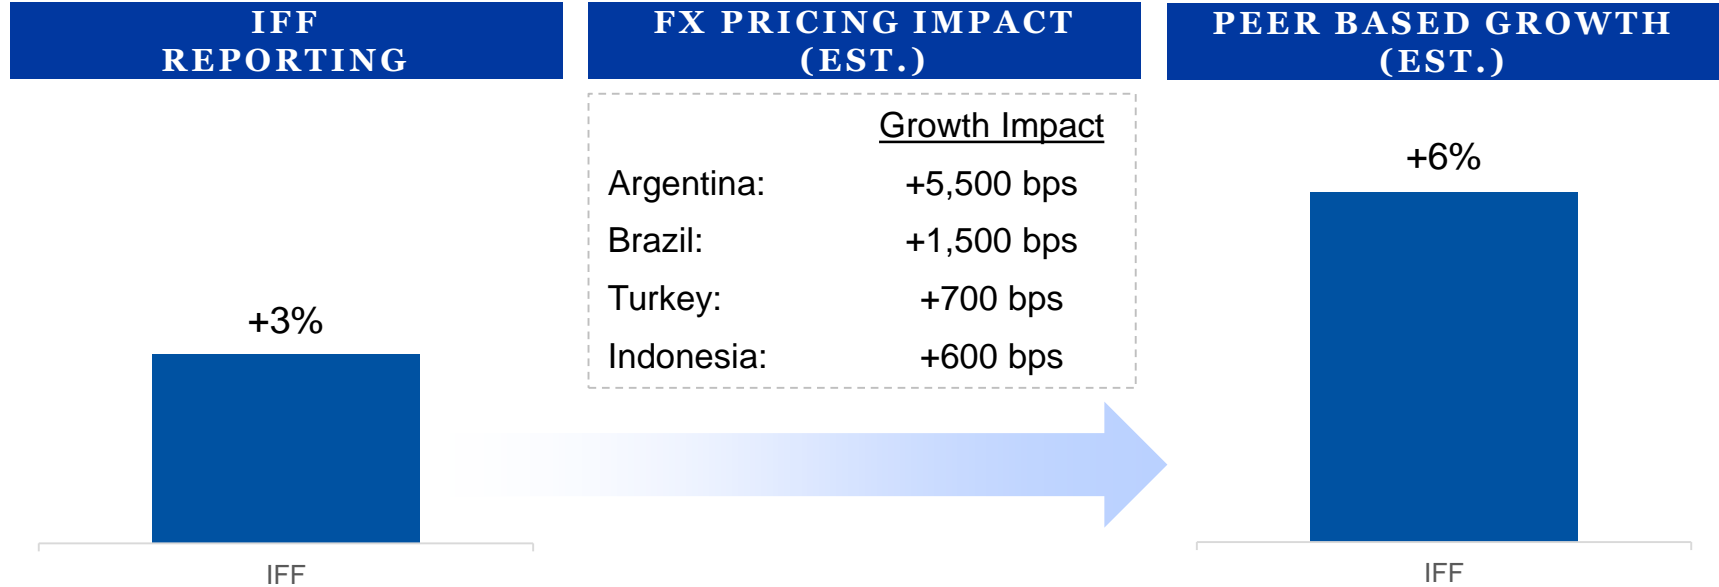 IFF
REPORTING
+3%
IFF
FX PRICING IMPACT
(EST.)
Growth Impact
Argentina: +5,500 bps
Brazil: +1,500 bps
Turkey: +700 bps
Indonesia: +600 bps
PEER BASED GROWTH
(EST.)
+6%
IFF